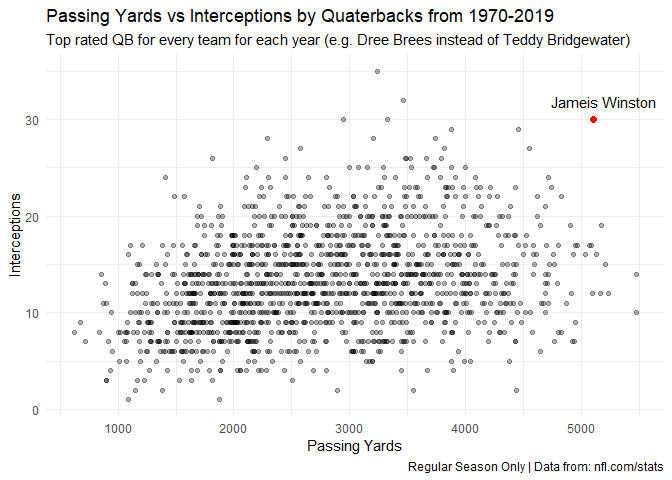 Passing Yards vs Interceptions by Quaterbacks from 1970-2019
Top rated QB for every team for each year (e.g. Dree Brees instead of Teddy Bridgewater)
Jameis Winston
Interceptions
30
20
10
0
1000 2000 3000 4000 5000
Passing Yards
Regular Season Only | Data from: nfl.com/stats